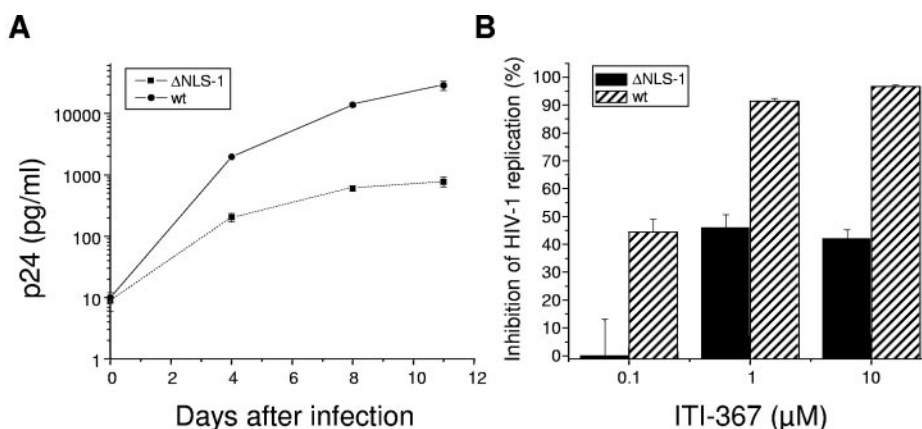 A
ΔNLS-1
wt
10000
1000
100
10
1
p24 (pg/ml)
0 2 4 6 8 10 12
Days after infection
B
ΔNLS-1
wt
100
90
80
70
60
50
40
30
20
10
0
Inhibition of HIV-1 replication (%)
0.1 1 10
ITI-367 (μM)